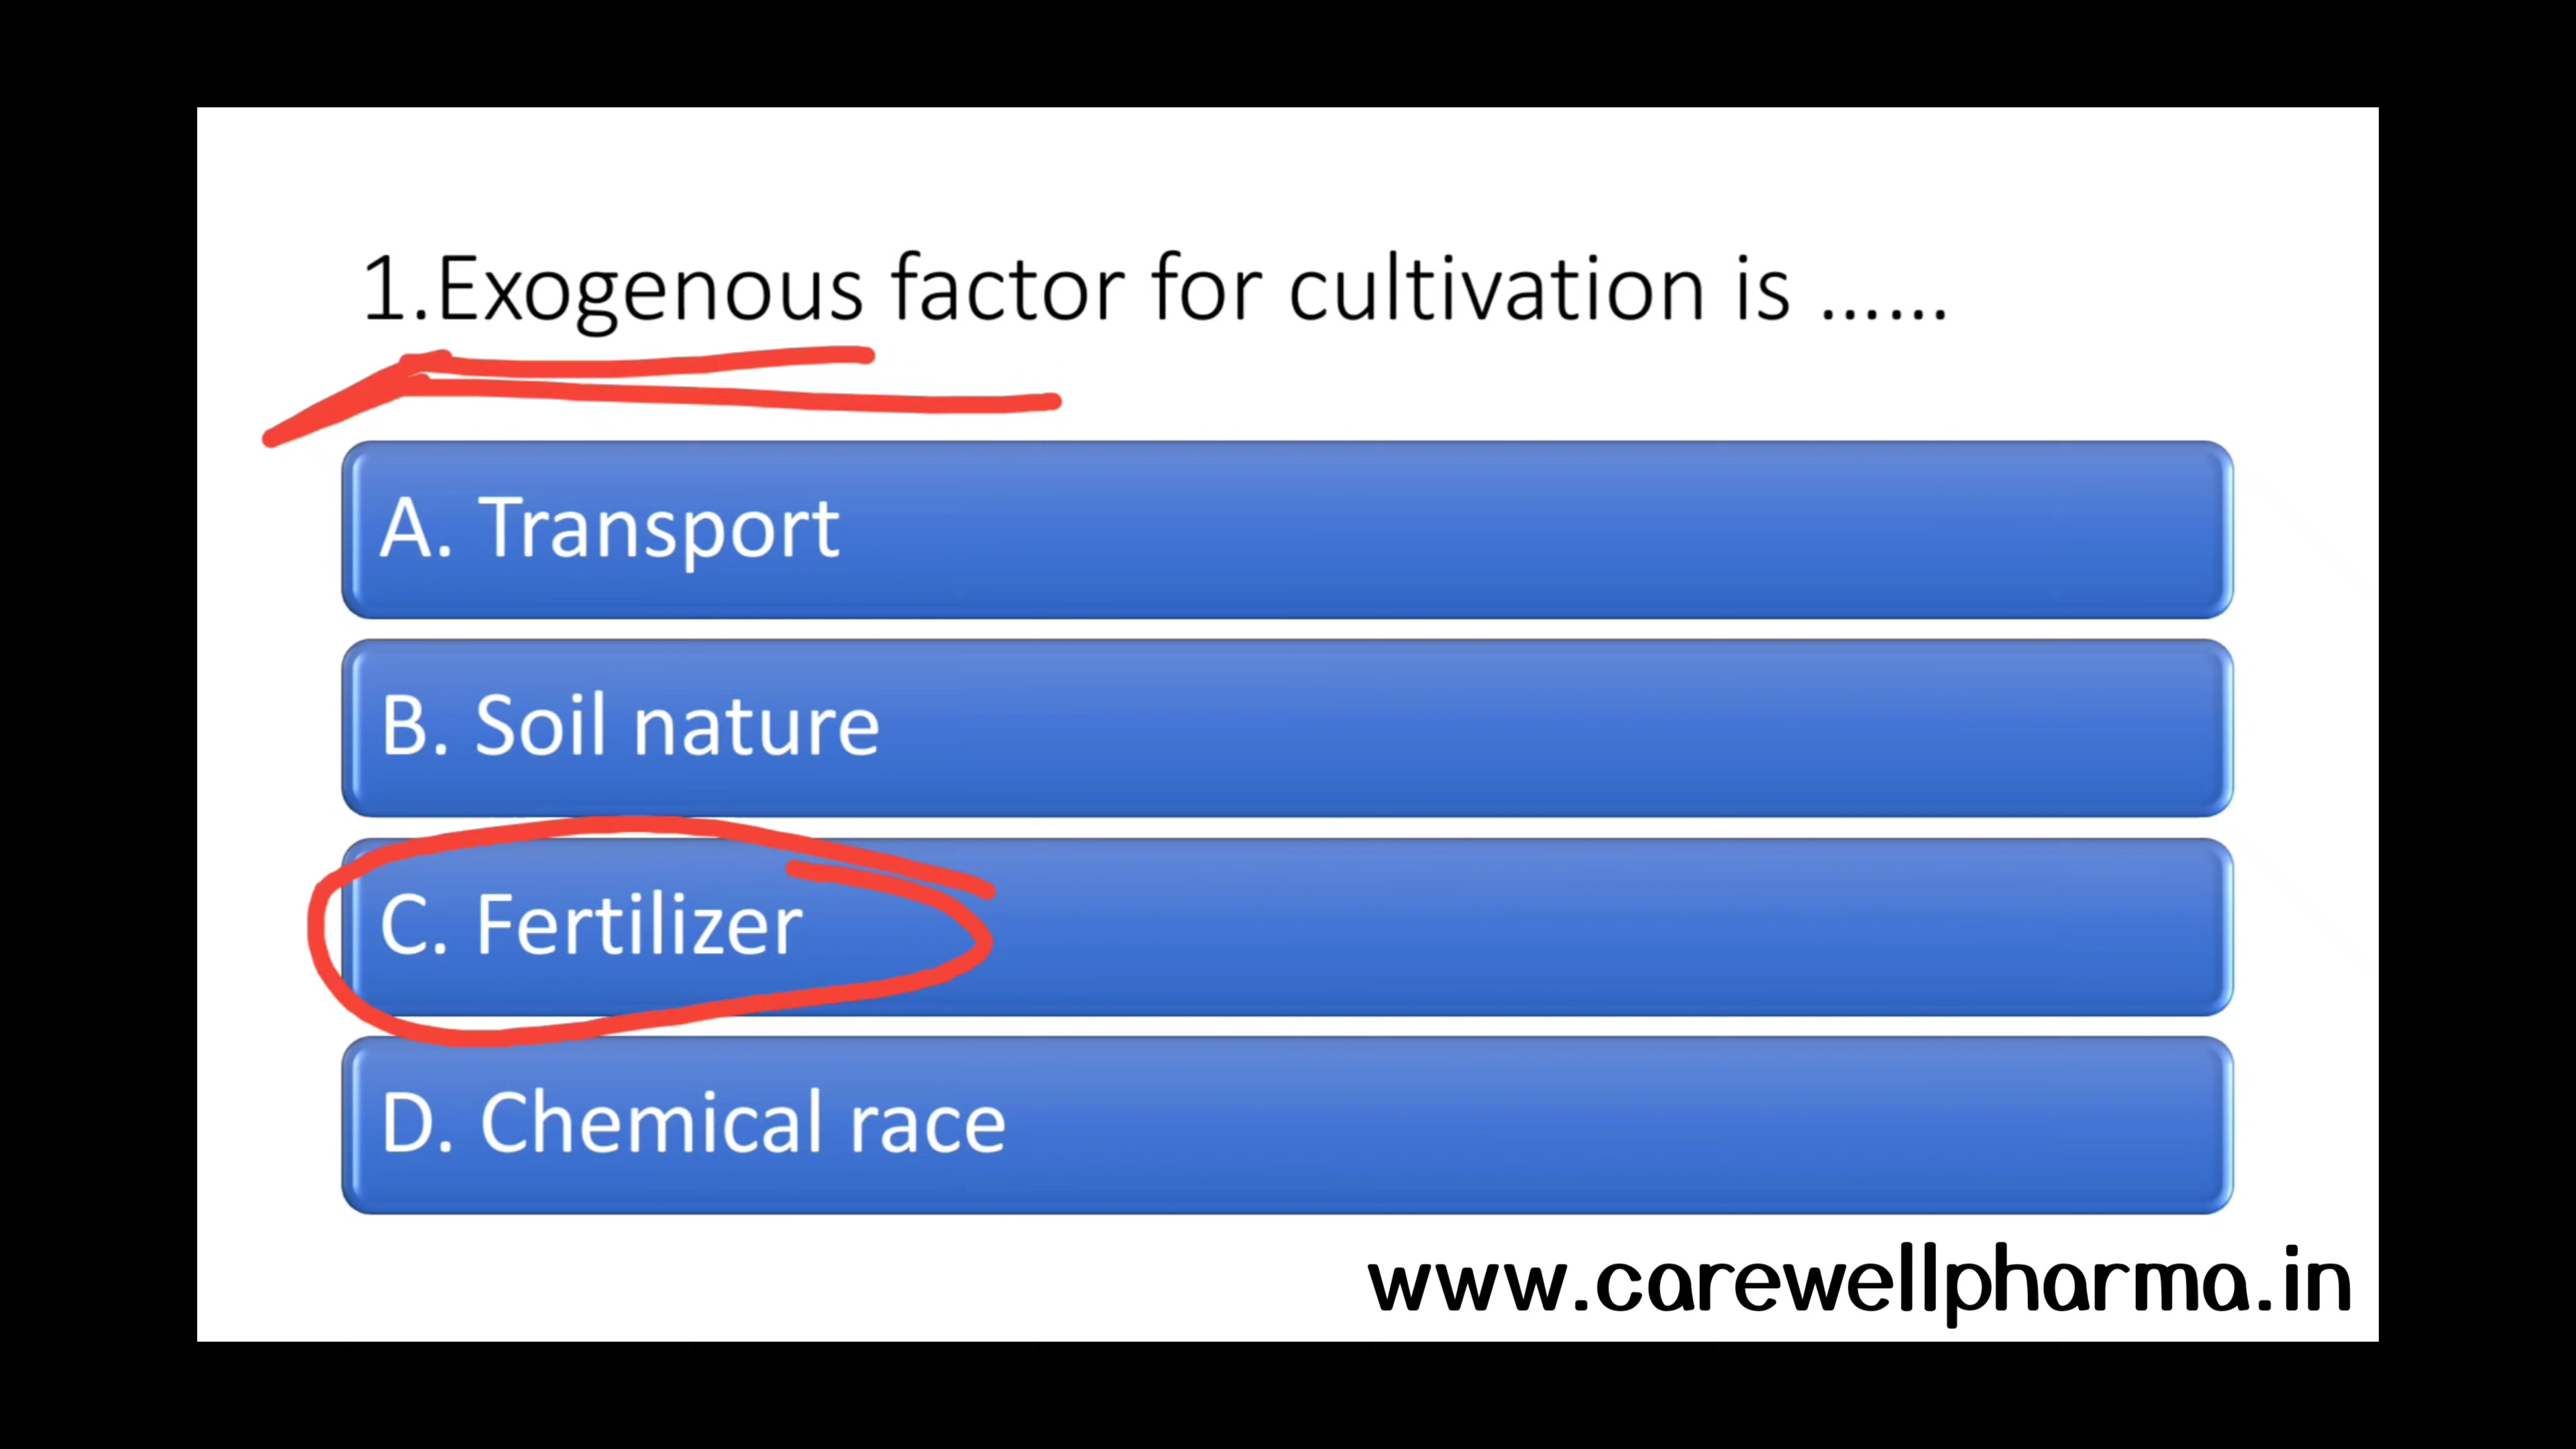 1.Exogenous factor for cultivation is ......
A. Transport
B. Soil nature
C. Fertilizer
D. Chemical race
www.carewellpharma.in